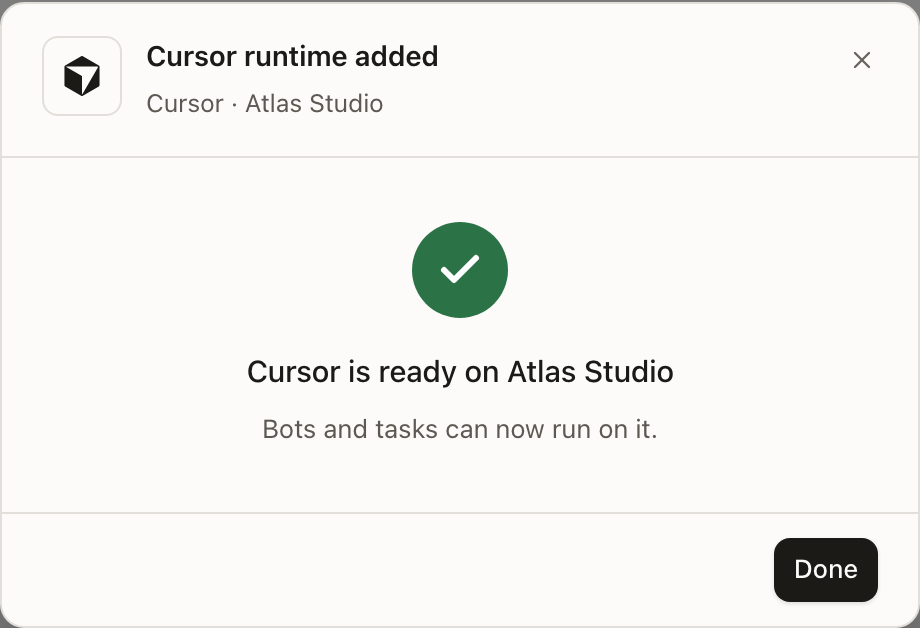 Cursor runtime added
Cursor · Atlas Studio
Cursor is ready on Atlas Studio
Bots and tasks can now run on it.
Done